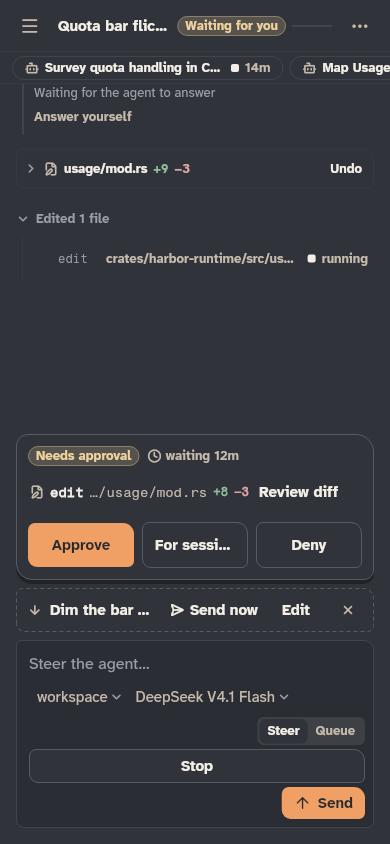 Quota bar flic... Waiting for you
Survey quota handling in C... 14m Map Usage
Waiting for the agent to answer
Answer yourself
usage/mod.rs +9 −3 Undo
Edited 1 file
edit crates/harbor-runtime/src/us... running
Needs approval waiting 12m
edit …/usage/mod.rs +8 −3 Review diff
Approve For sessi... Deny
Dim the bar ... Send now Edit
Steer the agent...
workspace DeepSeek V4.1 Flash
Steer Queue
Stop
Send